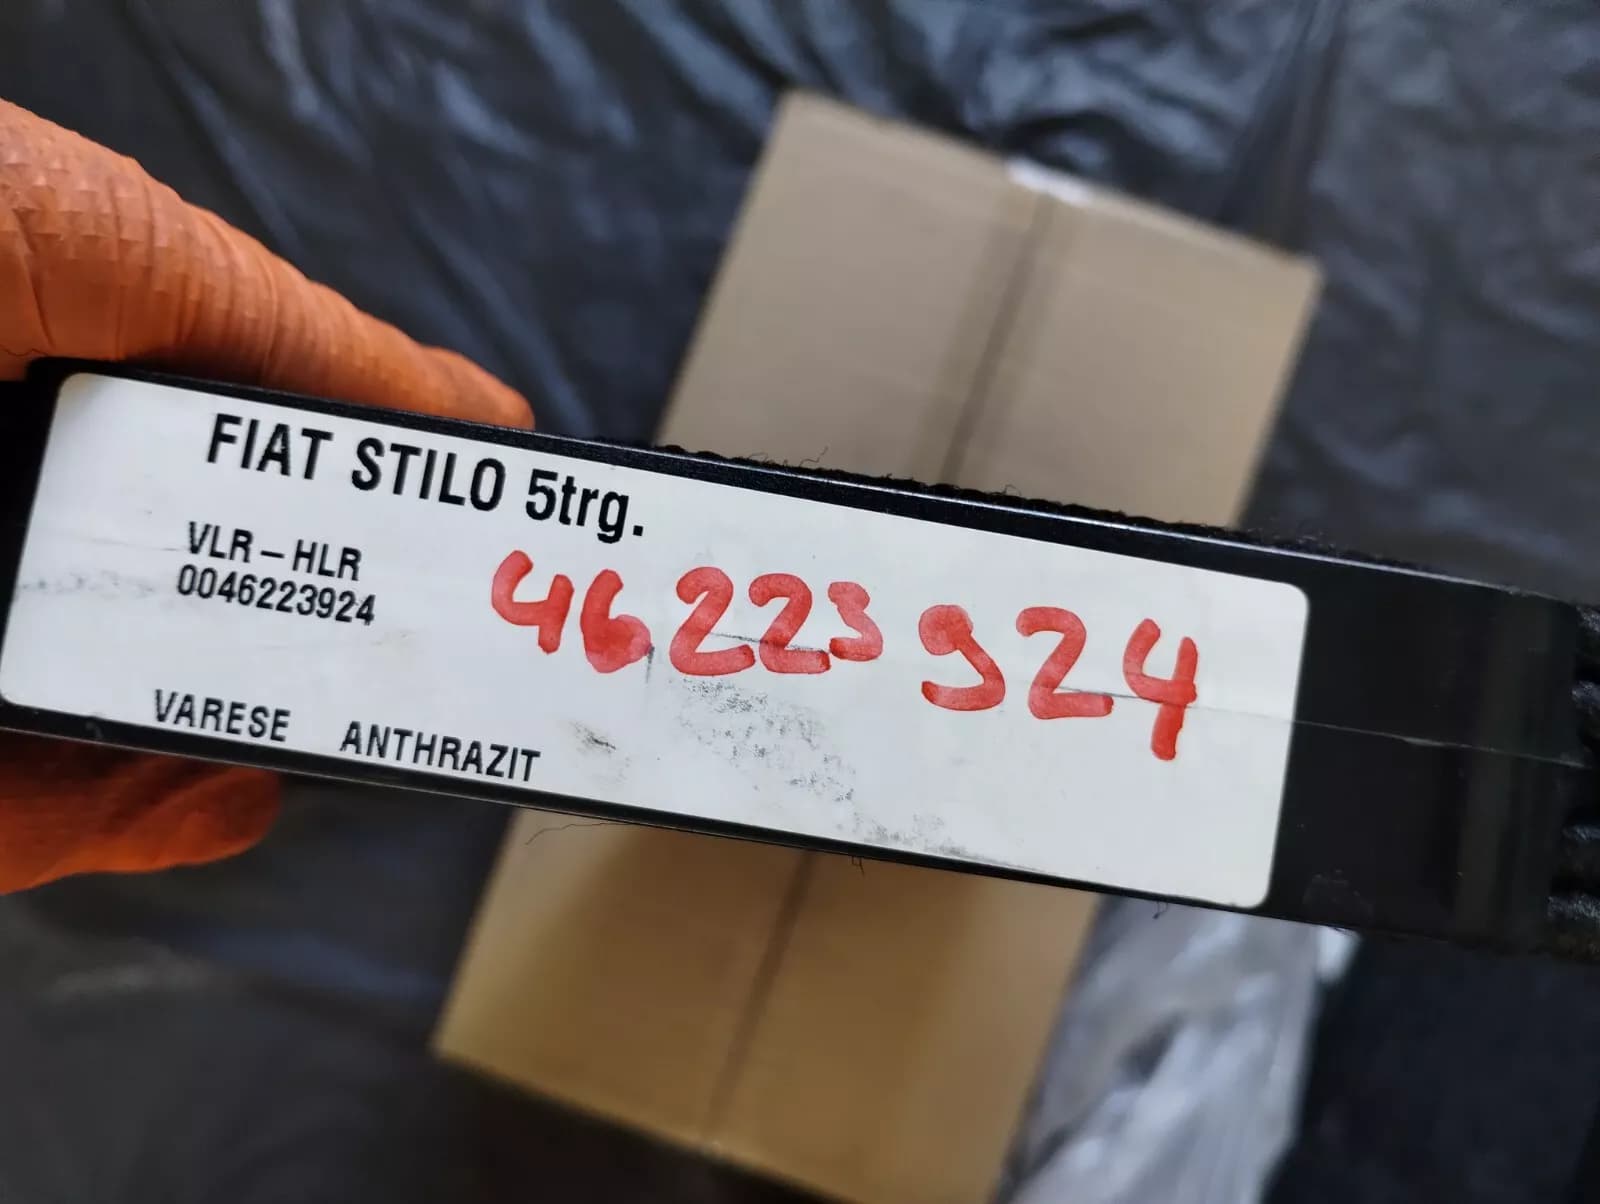 FIAT STILO 5trg.
VLR-HLR
0046223924
46223924
VARESE ANTHRAZIT